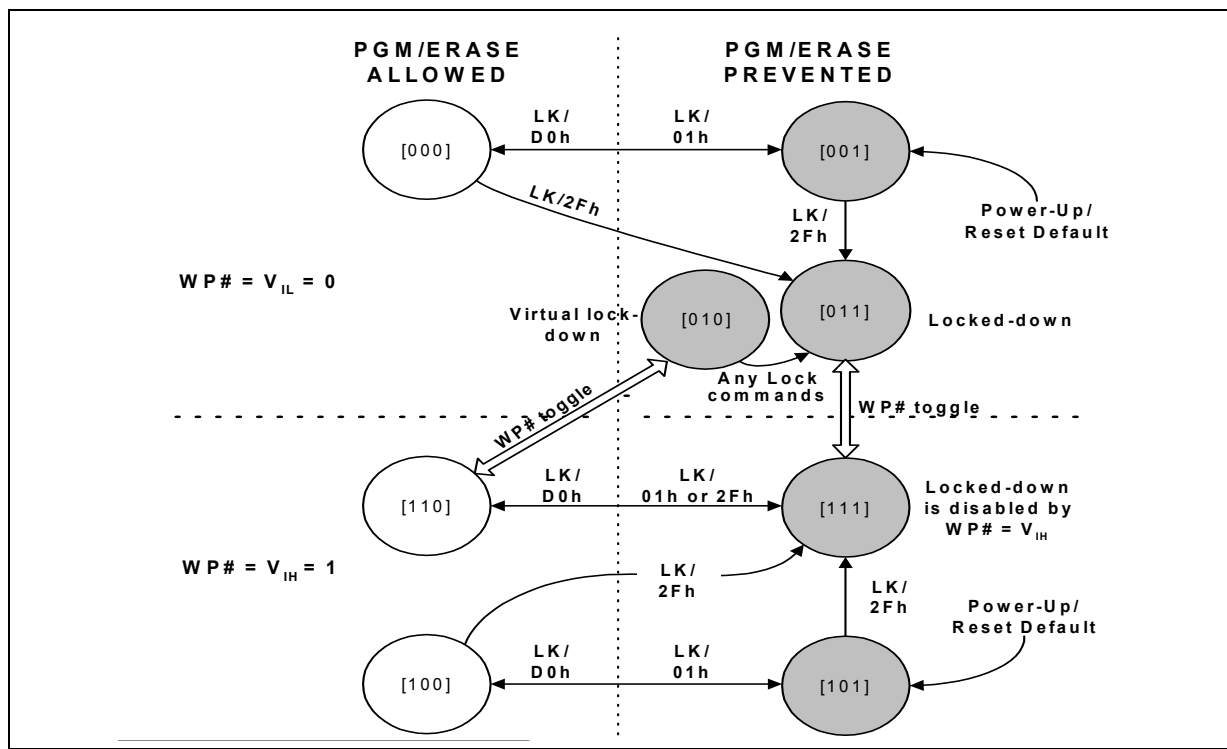 PGM/ERASE
ALLOWED
PGM/ERASE
PREVENTED
LK/
D0h
LK/
01h
[000]
[001]
LK/2Fh
LK/
2Fh
Power-Up/
Reset Default
WP# = VIL = 0
Virtual lock-
down
[010]
[011]
Locked-down
Any Lock
commands
WP# toggle
WP# toggle
LK/
D0h
LK/
01h or 2Fh
[110]
[111]
Locked-down
is disabled by
WP# = VIH
WP# = VIH = 1
LK/
2Fh
LK/
2Fh
Power-Up/
Reset Default
LK/
D0h
LK/
01h
[100]
[101]